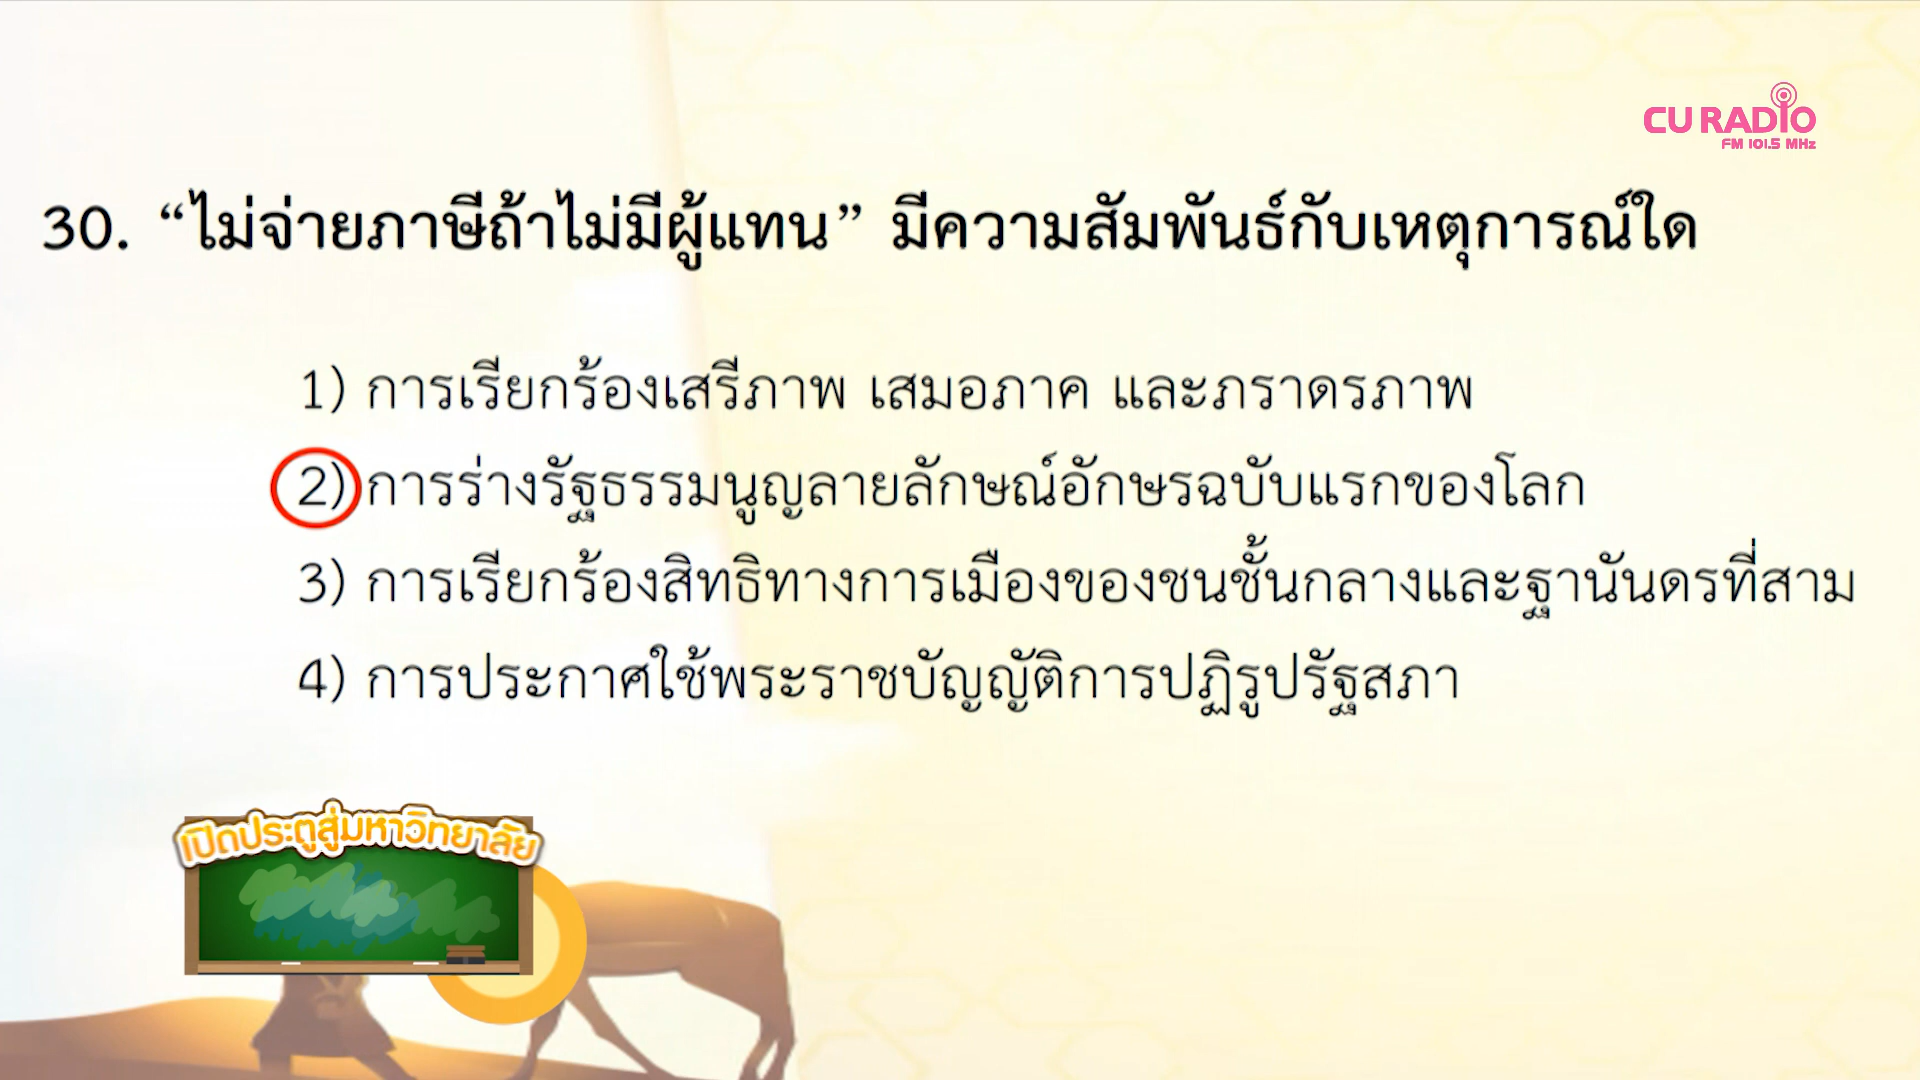 CU RADIO
FM 101.5 MHz
30. “ไม่จ่ายภาษีถ้าไม่มีผู้แทน” มีความสัมพันธ์กับเหตุการณ์ใด
1) การเรียกร้องเสรีภาพ เสมอภาค และภราดรภาพ
2) การร่างรัฐธรรมนูญลายลักษณ์อักษรฉบับแรกของโลก
3) การเรียกร้องสิทธิทางการเมืองของชนชั้นกลางและฐานันดรที่สาม
4) การประกาศใช้พระราชบัญญัติการปฏิรูปรัฐสภา
เปิดประตูสู่มหาวิทยาลัย